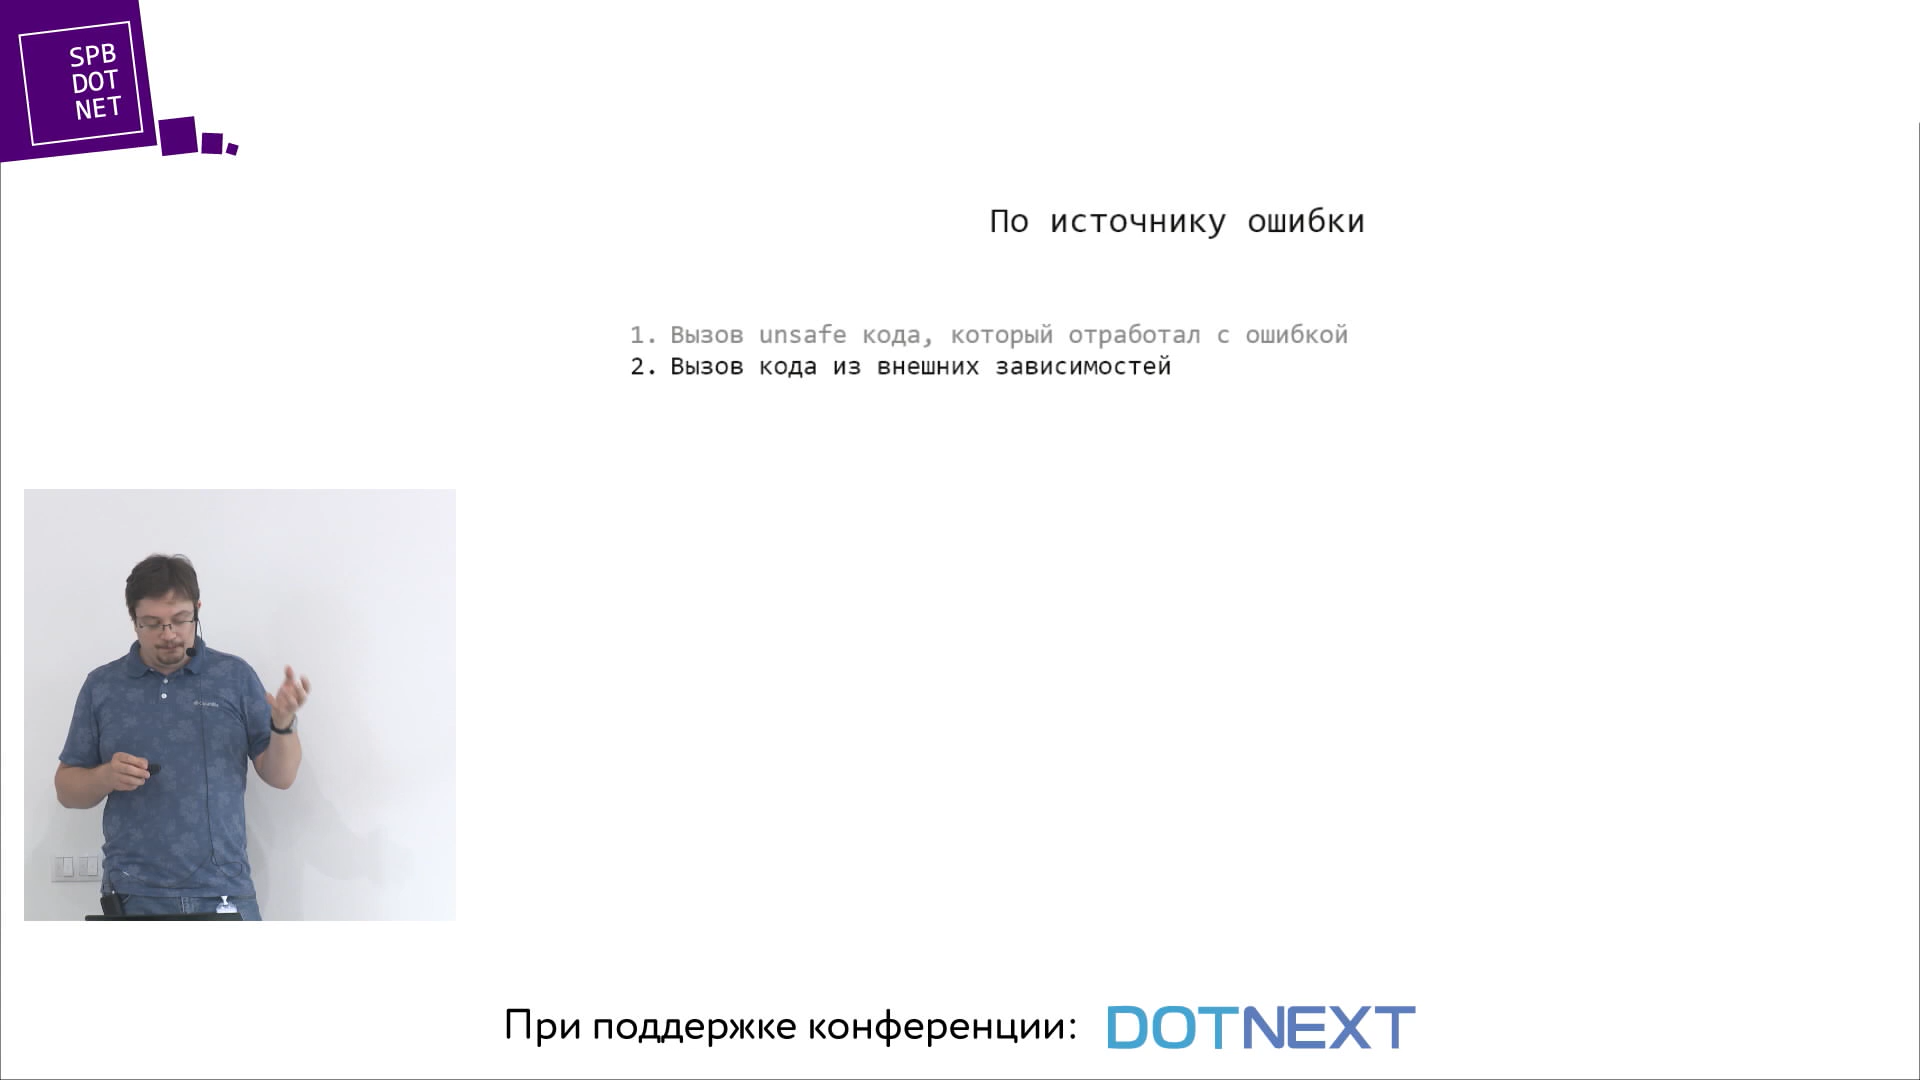 SPB
DOT
NET
По источнику ошибки
1. Вызов unsafe кода, который отработал с ошибкой
2. Вызов кода из внешних зависимостей
При поддержке конференции: DOTNEXT